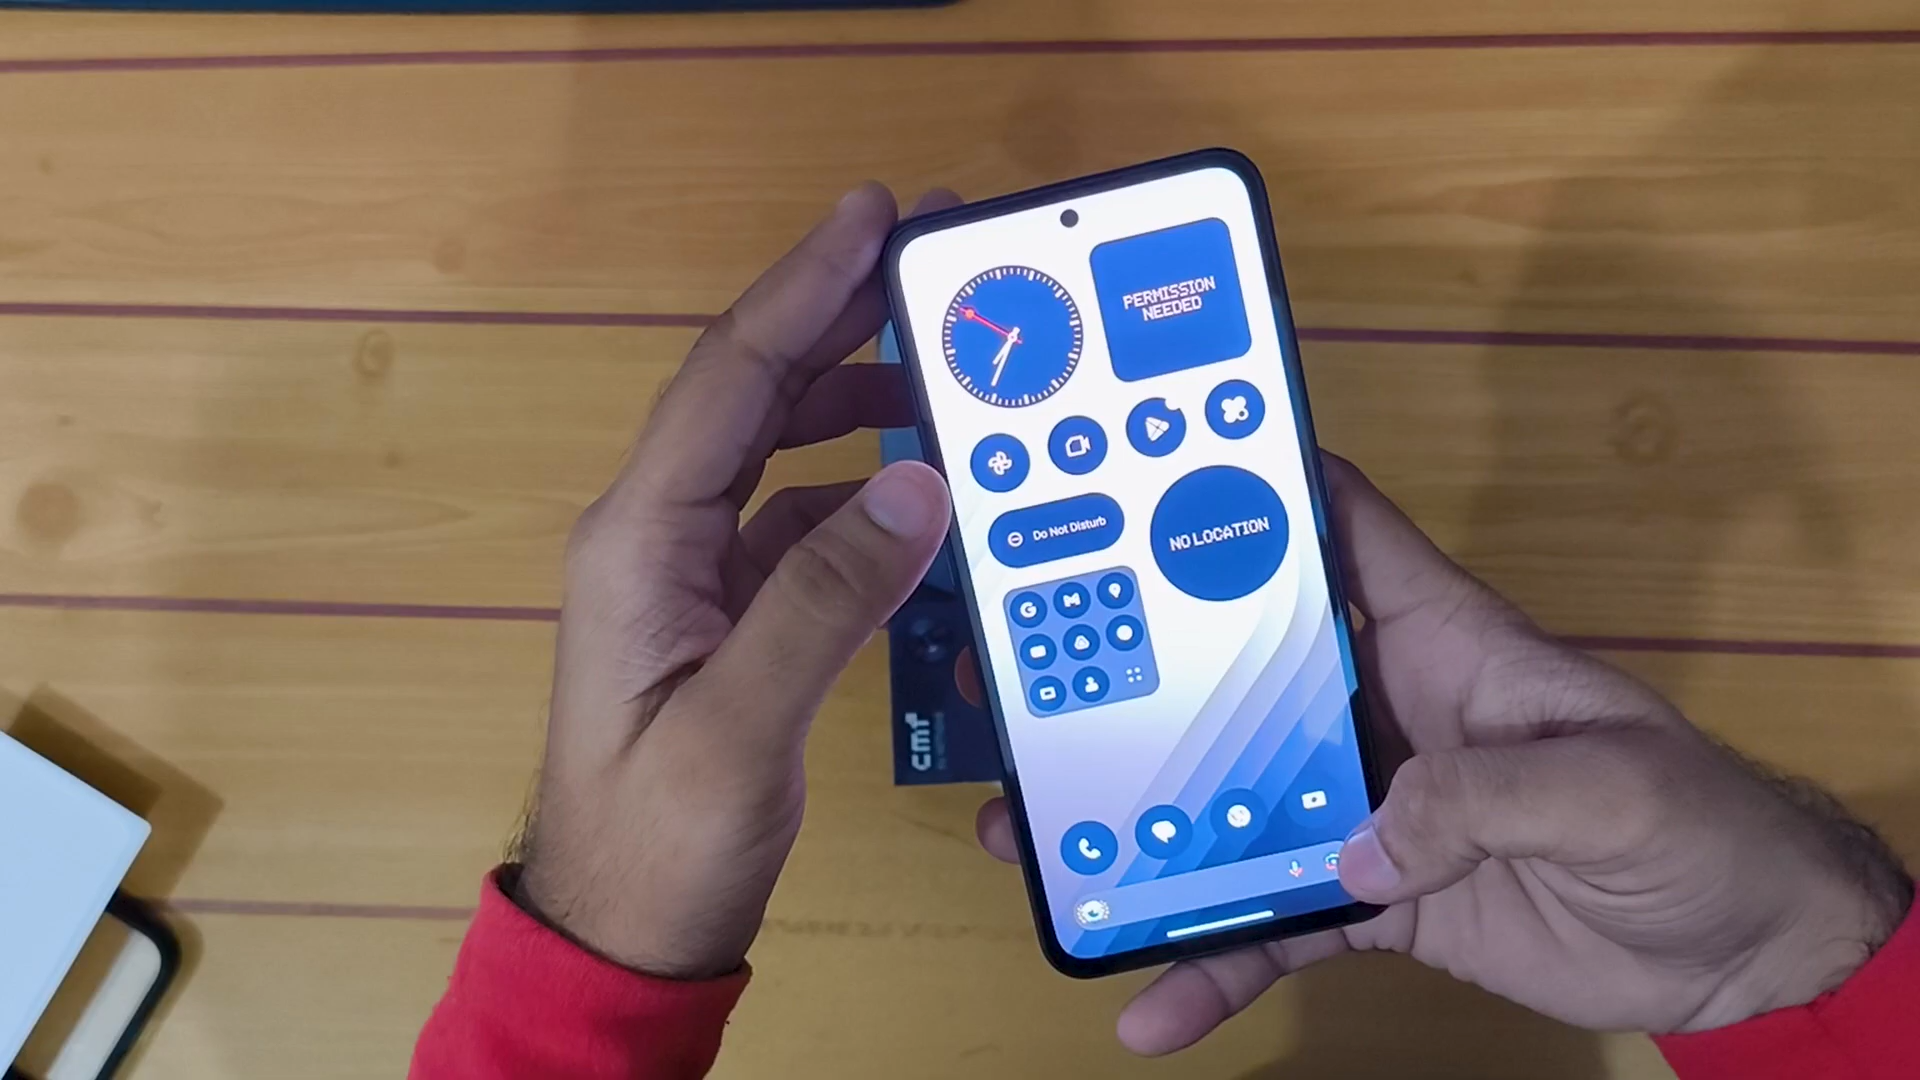 PERMISSION
NEEDED
Do Not Disturb
NO LOCATION
cmf